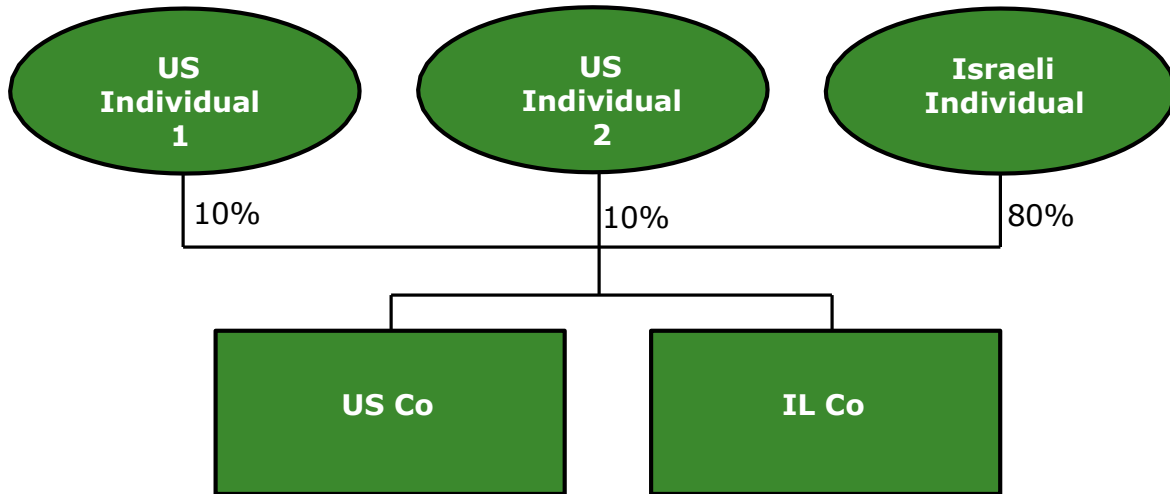 US
Individual
1
US
Individual
2
Israeli
Individual
10%
10%
80%
US Co
IL Co